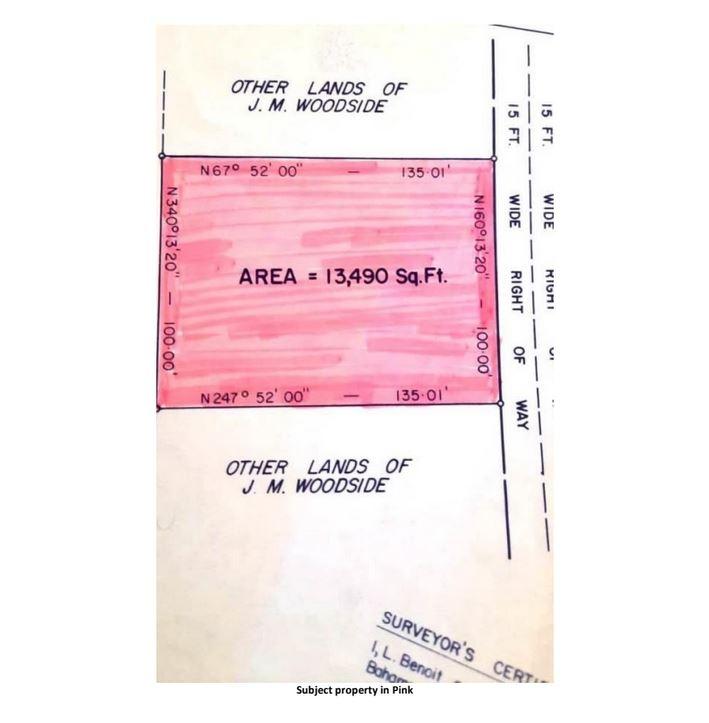 OTHER LANDS OF
J. M. WOODSIDE
15 FT. WIDE RIGHT OF WAY
15 FT. WIDE RIGHT
N67° 52' 00" — 135·01'
N340°13'20" — 100·00'
N160°13'20" — 100·00'
AREA = 13,490 Sq.Ft.
N247° 52' 00" — 135·01'
OTHER LANDS OF
J. M. WOODSIDE
SURVEYOR'S
I, L. Benoit
Subject property in Pink